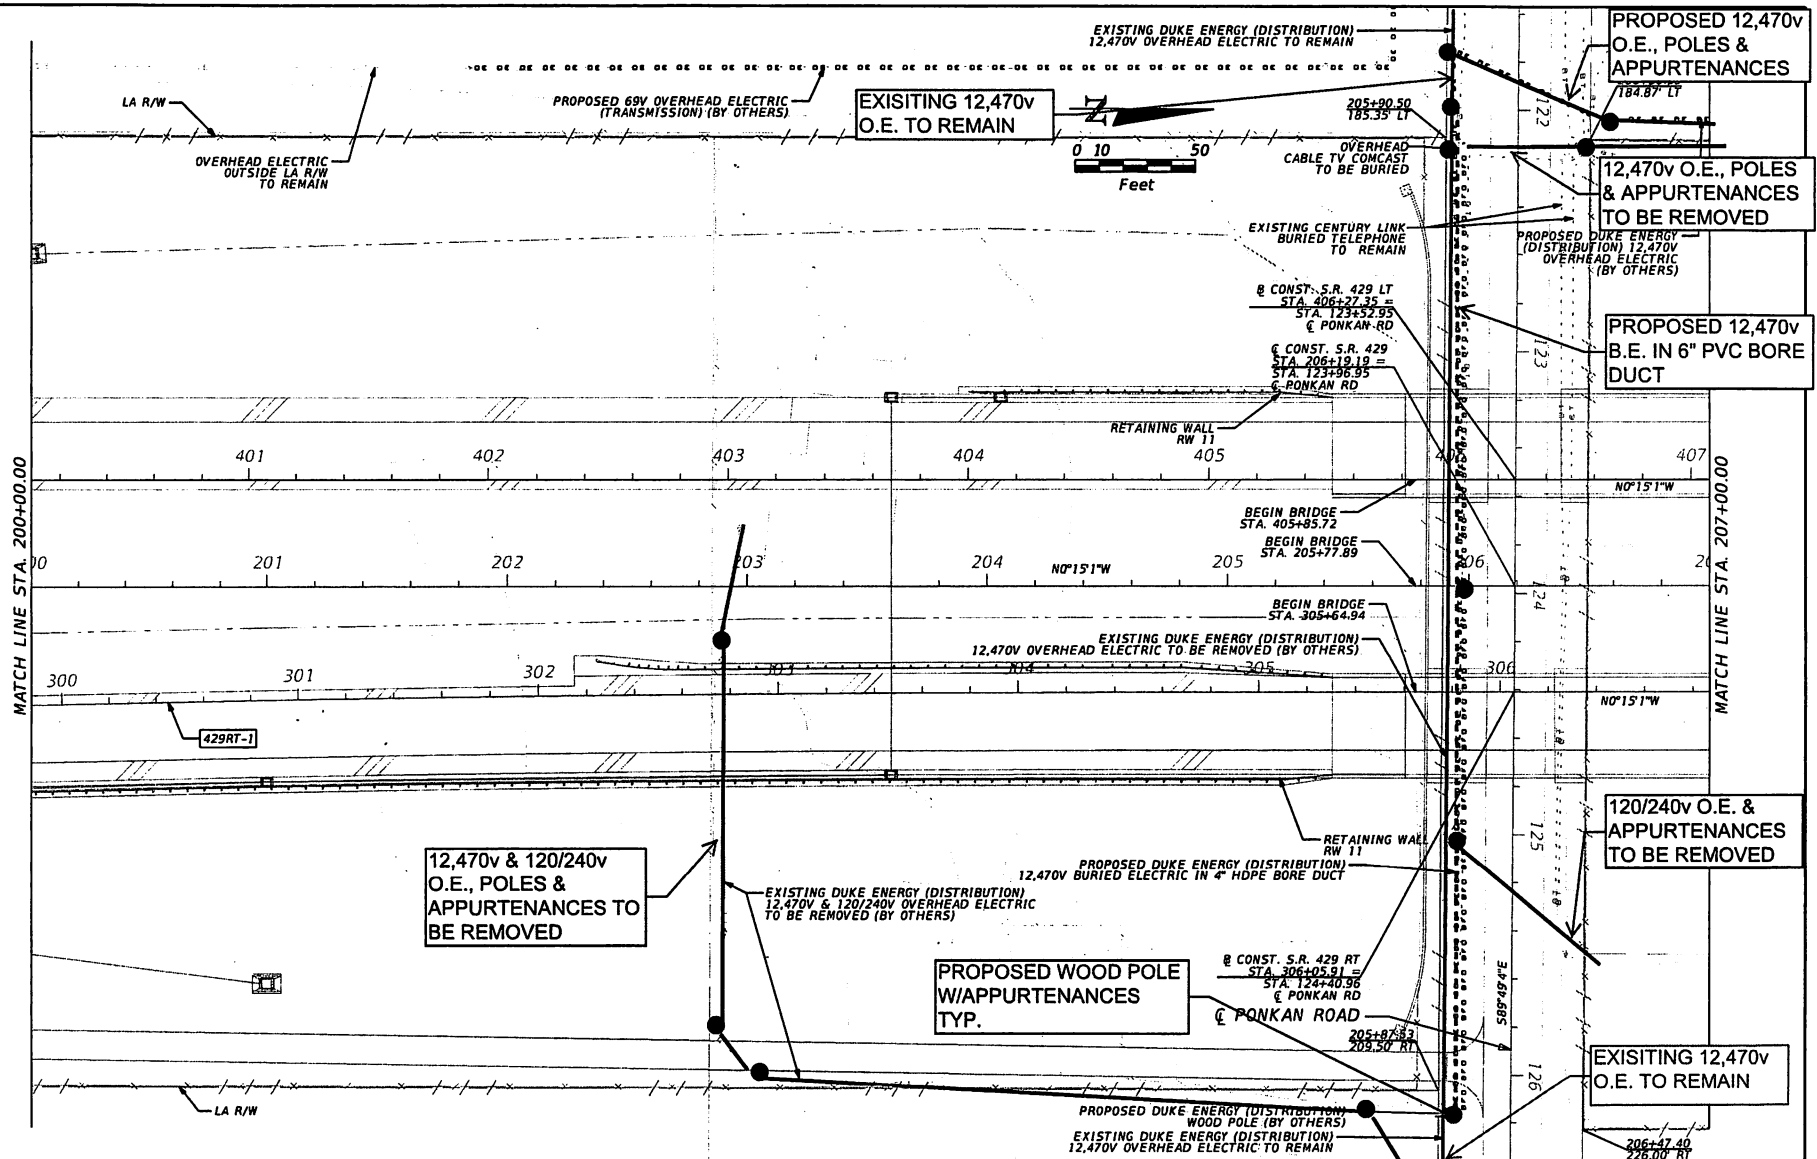 EXISTING DUKE ENERGY (DISTRIBUTION)
12,470V OVERHEAD ELECTRIC TO REMAIN
PROPOSED 12,470v
O.E., POLES &
APPURTENANCES
184.87' LT
LA R/W
PROPOSED 69V OVERHEAD ELECTRIC
(TRANSMISSION) (BY OTHERS)
EXISITING 12,470v
O.E. TO REMAIN
N
0 10 50
Feet
205+90.50
185.35' LT
122
OVERHEAD ELECTRIC
OUTSIDE LA R/W
TO REMAIN
OVERHEAD
CABLE TV COMCAST
TO BE BURIED
12,470v O.E., POLES
& APPURTENANCES
TO BE REMOVED
EXISTING CENTURY LINK
BURIED TELEPHONE
TO REMAIN
PROPOSED DUKE ENERGY
(DISTRIBUTION) 12,470V
OVERHEAD ELECTRIC
(BY OTHERS)
℄ CONST. S.R. 429 LT
STA. 406+27.35 =
STA. 123+52.95
℄ PONKAN RD
PROPOSED 12,470v
B.E. IN 6" PVC BORE
DUCT
123
℄ CONST. S.R. 429
STA. 206+19.19 =
STA. 123+96.95
℄ PONKAN RD
RETAINING WALL
RW 11
401 402 403 404 405 407
N0°15'1"W
MATCH LINE STA. 200+00.00
MATCH LINE STA. 207+00.00
BEGIN BRIDGE
STA. 405+85.72
BEGIN BRIDGE
STA. 205+77.89
00 201 202 203 204 N0°15'1"W 205 206 20
124
BEGIN BRIDGE
STA. 305+64.94
EXISTING DUKE ENERGY (DISTRIBUTION)
12,470V OVERHEAD ELECTRIC TO BE REMOVED (BY OTHERS)
300 301 302 303 304 305 306
N0°15'1"W
429RT-1
RETAINING WALL
RW 11
125
120/240v O.E. &
APPURTENANCES
TO BE REMOVED
12,470v & 120/240v
O.E., POLES &
APPURTENANCES TO
BE REMOVED
PROPOSED DUKE ENERGY (DISTRIBUTION)
12,470V BURIED ELECTRIC IN 4" HDPE BORE DUCT
EXISTING DUKE ENERGY (DISTRIBUTION)
12,470V & 120/240V OVERHEAD ELECTRIC
TO BE REMOVED (BY OTHERS)
PROPOSED WOOD POLE
W/APPURTENANCES
TYP.
℄ CONST. S.R. 429 RT
STA. 306+05.91 =
STA. 124+40.96
℄ PONKAN RD
℄ PONKAN ROAD
S89°49'4"E
205+87.53
209.50' RT
126
EXISITING 12,470v
O.E. TO REMAIN
LA R/W
PROPOSED DUKE ENERGY (DISTRIBUTION)
WOOD POLE (BY OTHERS)
EXISTING DUKE ENERGY (DISTRIBUTION)
12,470V OVERHEAD ELECTRIC TO REMAIN
206+47.40
226.00' RT